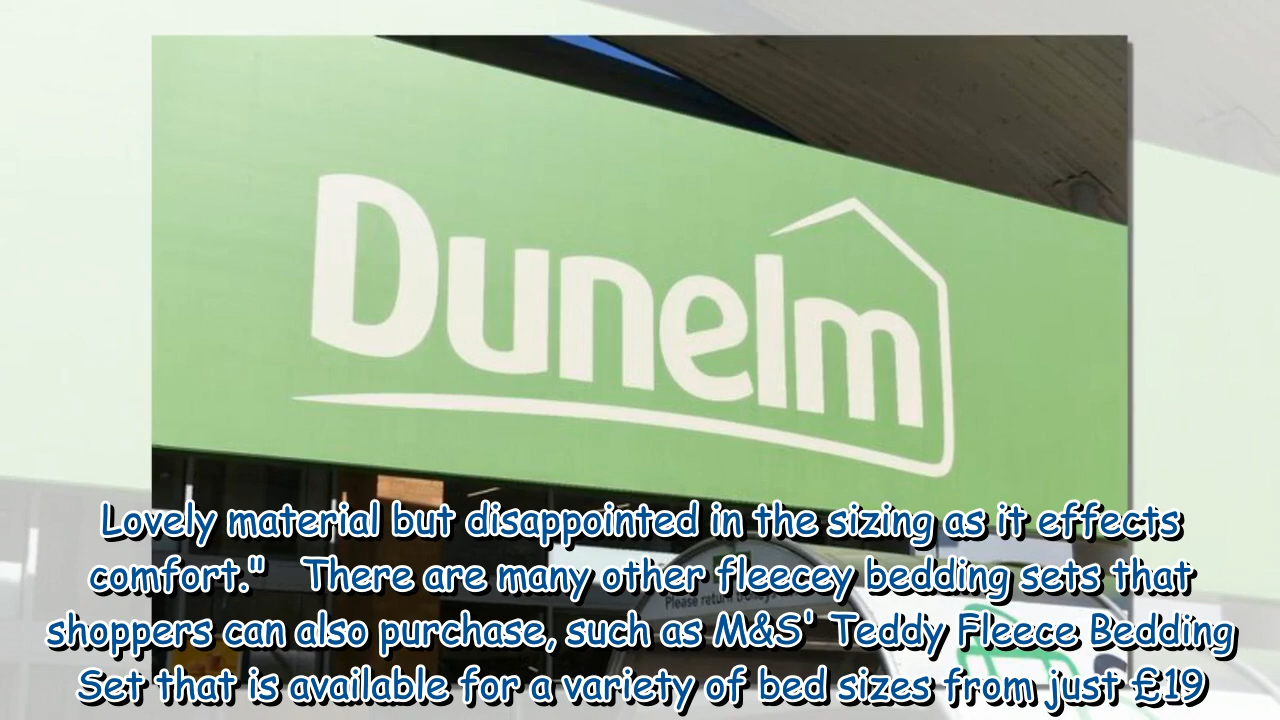 Dunelm
Please return
Lovely material but disappointed in the sizing as it effects
comfort."   There are many other fleecey bedding sets that
shoppers can also purchase, such as M&S' Teddy Fleece Bedding
Set that is available for a variety of bed sizes from just £19